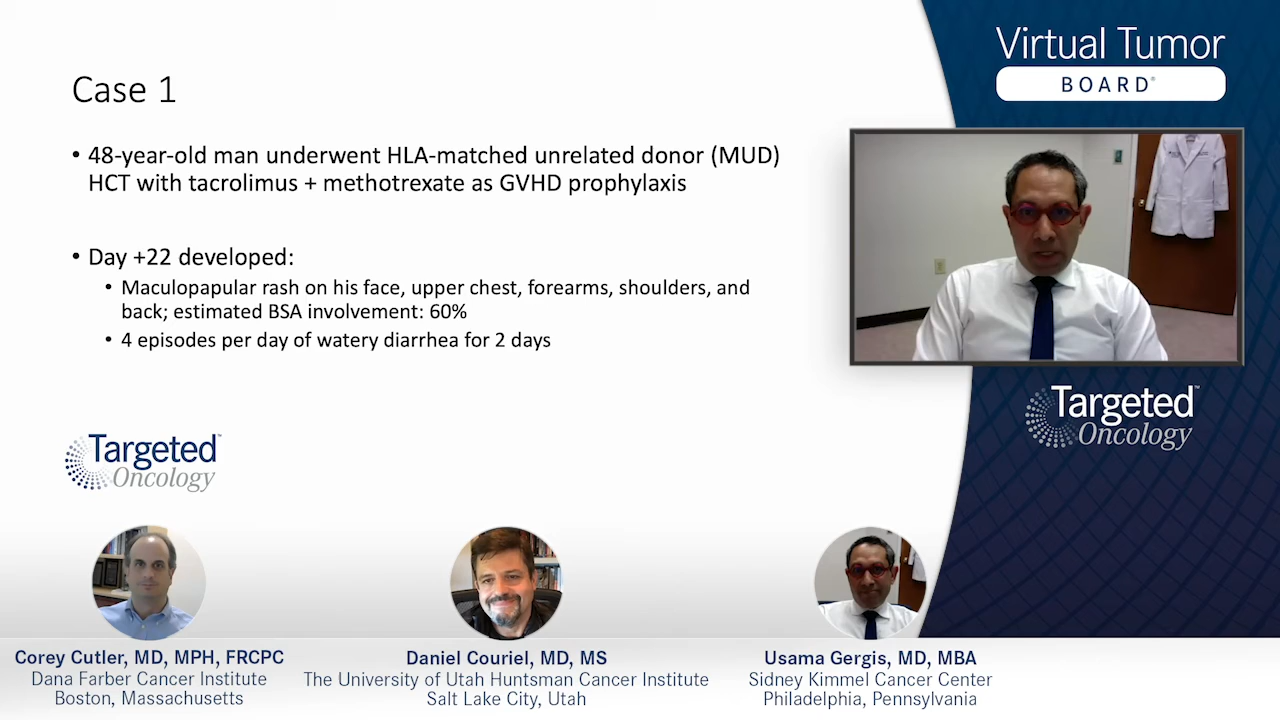 Virtual Tumor
BOARD®
Case 1
• 48-year-old man underwent HLA-matched unrelated donor (MUD)
HCT with tacrolimus + methotrexate as GVHD prophylaxis
• Day +22 developed:
• Maculopapular rash on his face, upper chest, forearms, shoulders, and
back; estimated BSA involvement: 60%
• 4 episodes per day of watery diarrhea for 2 days
Targeted™
Oncology
Targeted™
Oncology
Corey Cutler, MD, MPH, FRCPC
Dana Farber Cancer Institute
Boston, Massachusetts
Daniel Couriel, MD, MS
The University of Utah Huntsman Cancer Institute
Salt Lake City, Utah
Usama Gergis, MD, MBA
Sidney Kimmel Cancer Center
Philadelphia, Pennsylvania